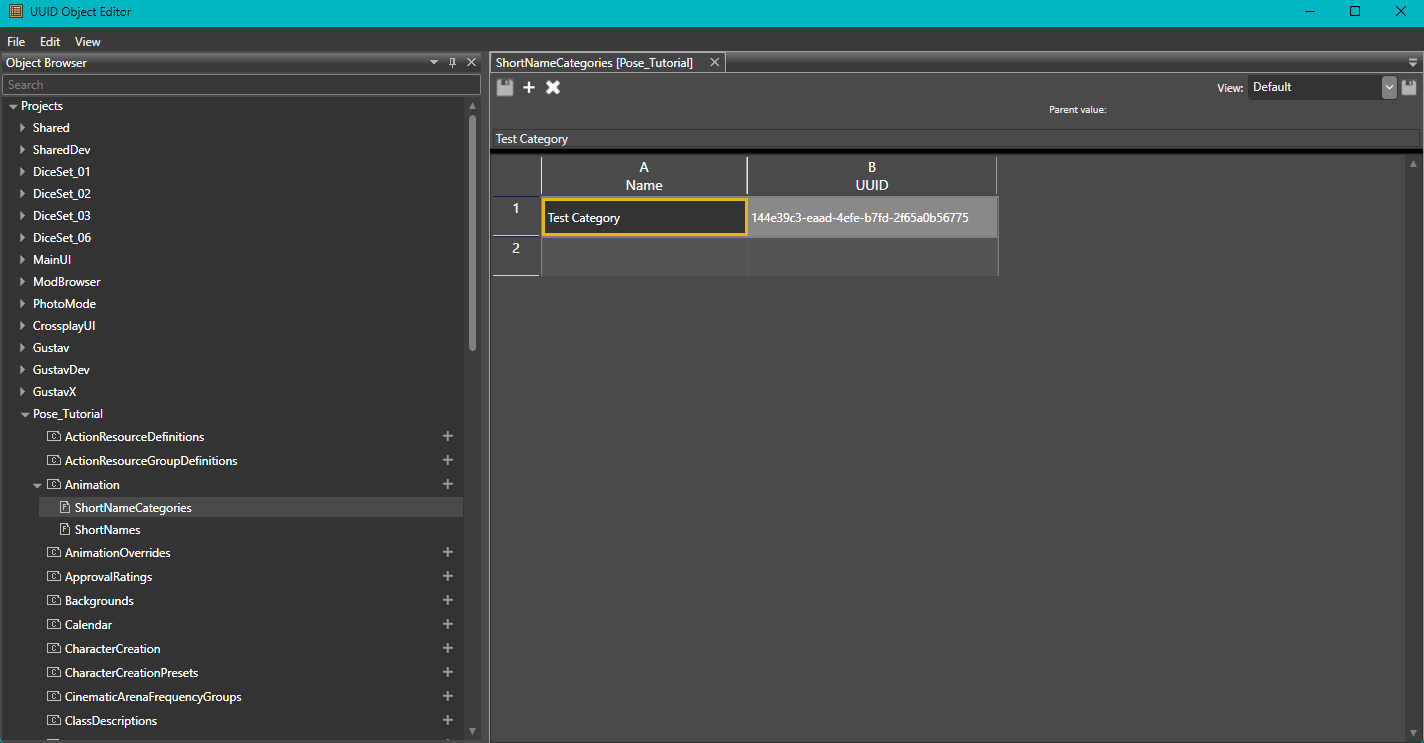 UUID Object Editor
File Edit View
Object Browser
Search
Projects
Shared
SharedDev
DiceSet_01
DiceSet_02
DiceSet_03
DiceSet_06
MainUI
ModBrowser
PhotoMode
CrossplayUI
Gustav
GustavDev
GustavX
Pose_Tutorial
ActionResourceDefinitions
ActionResourceGroupDefinitions
Animation
ShortNameCategories
ShortNames
AnimationOverrides
ApprovalRatings
Backgrounds
Calendar
CharacterCreation
CharacterCreationPresets
CinematicArenaFrequencyGroups
ClassDescriptions
ShortNameCategories [Pose_Tutorial]
View: Default
Parent value:
Test Category
A B
Name UUID
1 Test Category 144e39c3-eaad-4efe-b7fd-2f65a0b56775
2